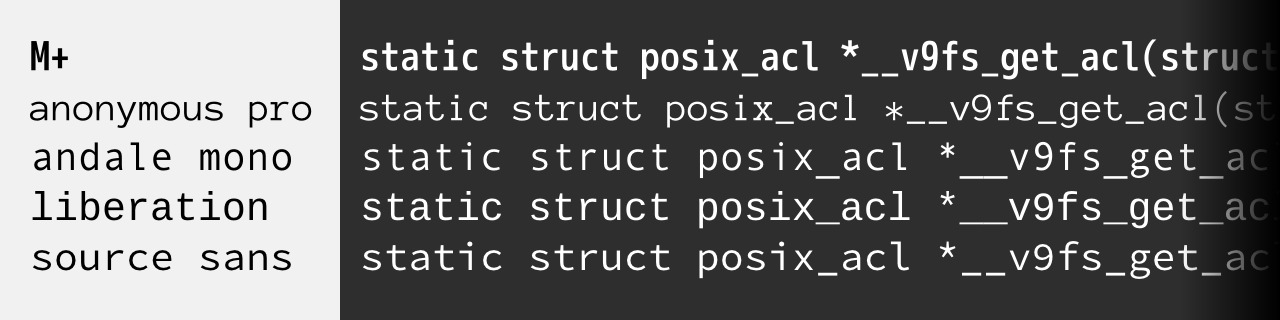 M+ static struct posix_acl *__v9fs_get_acl(struct
anonymous pro static struct posix_acl *__v9fs_get_acl(st
andale mono static struct posix_acl *__v9fs_get_ac
liberation static struct posix_acl *__v9fs_get_ac
source sans static struct posix_acl *__v9fs_get_ac